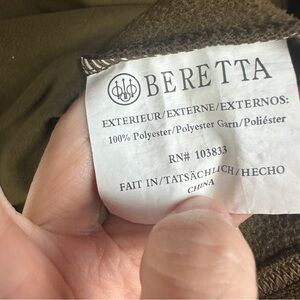 BERETTA
EXTERIEUR/EXTERNE/EXTERNOS:
100% Polyester/Polyester Garn/Poliéster
RN# 103833
FAIT IN/TATSÄCHLICH/HECHO
CHINA